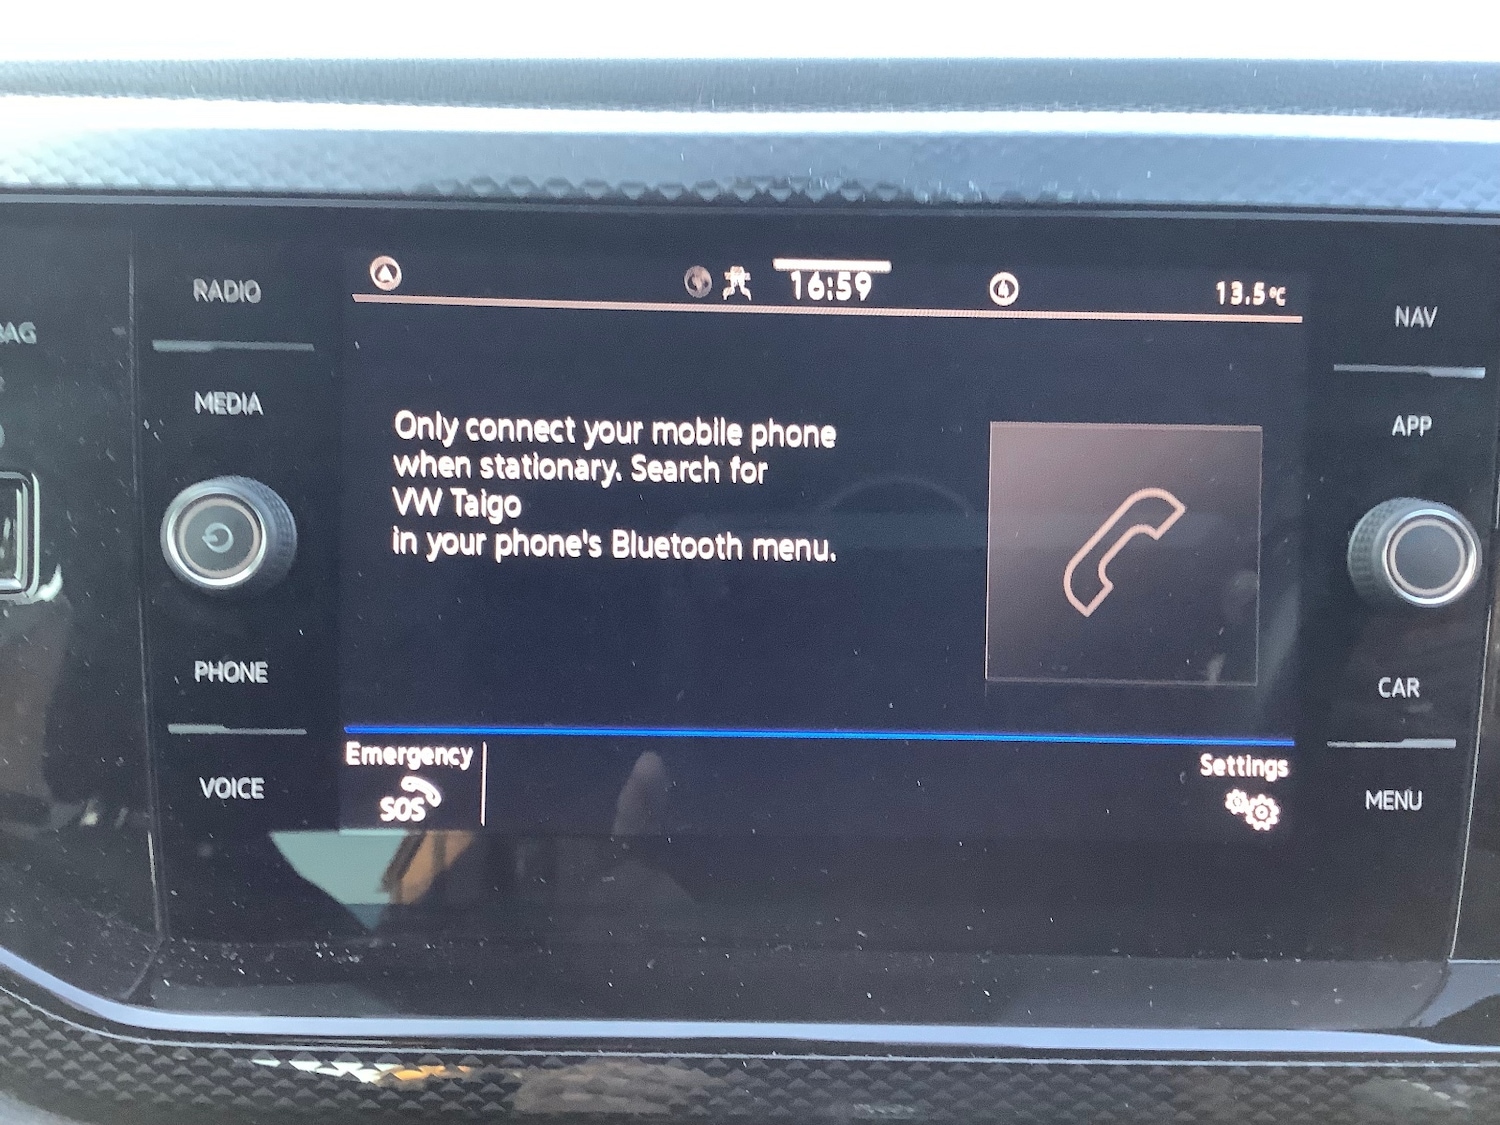 RADIO
MEDIA
PHONE
VOICE
16:59
13.5°C
Only connect your mobile phone
when stationary. Search for
VW Taigo
in your phone's Bluetooth menu.
Emergency
SOS
Settings
NAV
APP
CAR
MENU